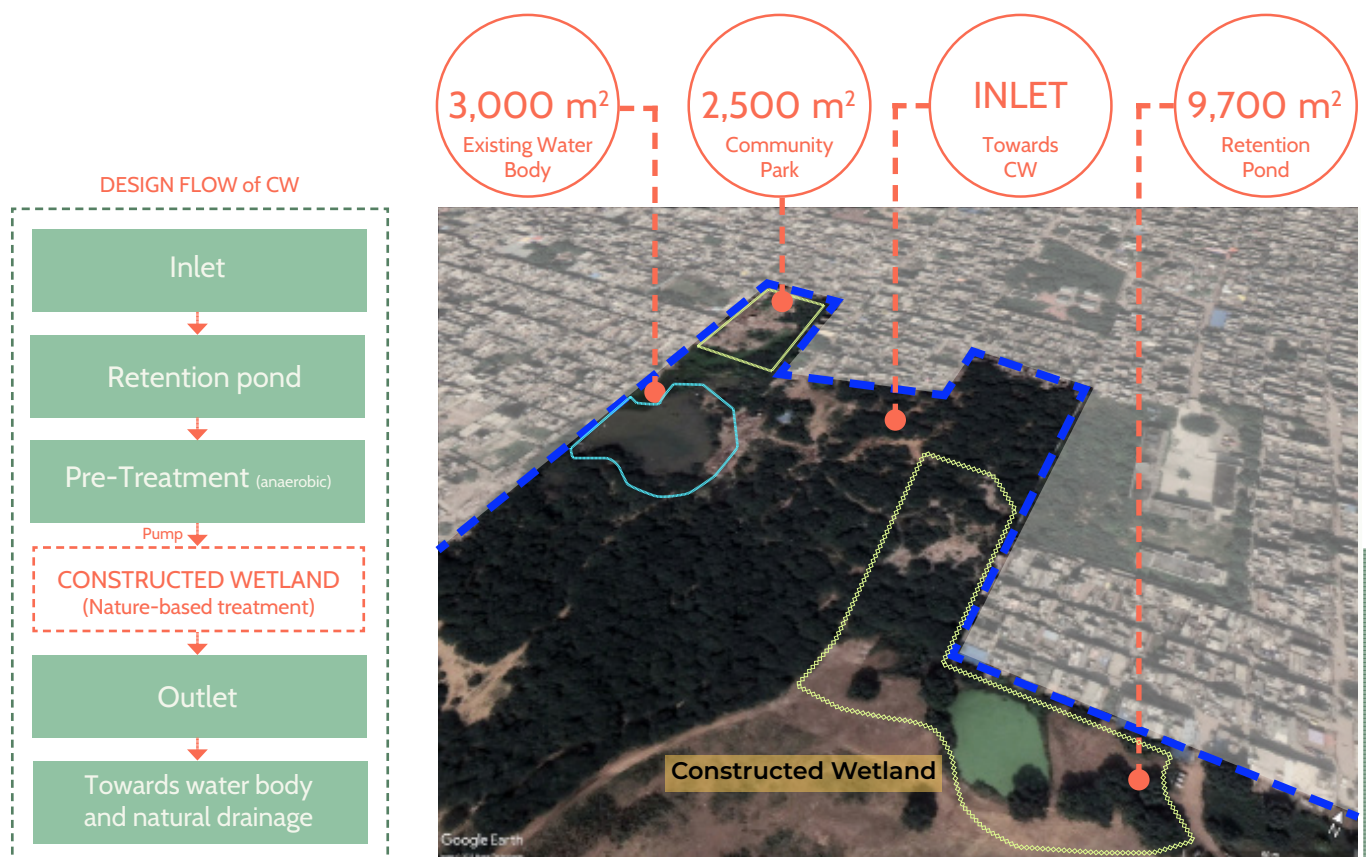 3,000 m²
Existing Water
Body
2,500 m²
Community
Park
INLET
Towards
CW
9,700 m²
Retention
Pond
DESIGN FLOW of CW
Inlet
Retention pond
Pre-Treatment (anaerobic)
Pump
CONSTRUCTED WETLAND
(Nature-based treatment)
Outlet
Towards water body
and natural drainage
Constructed Wetland
Google Earth
N